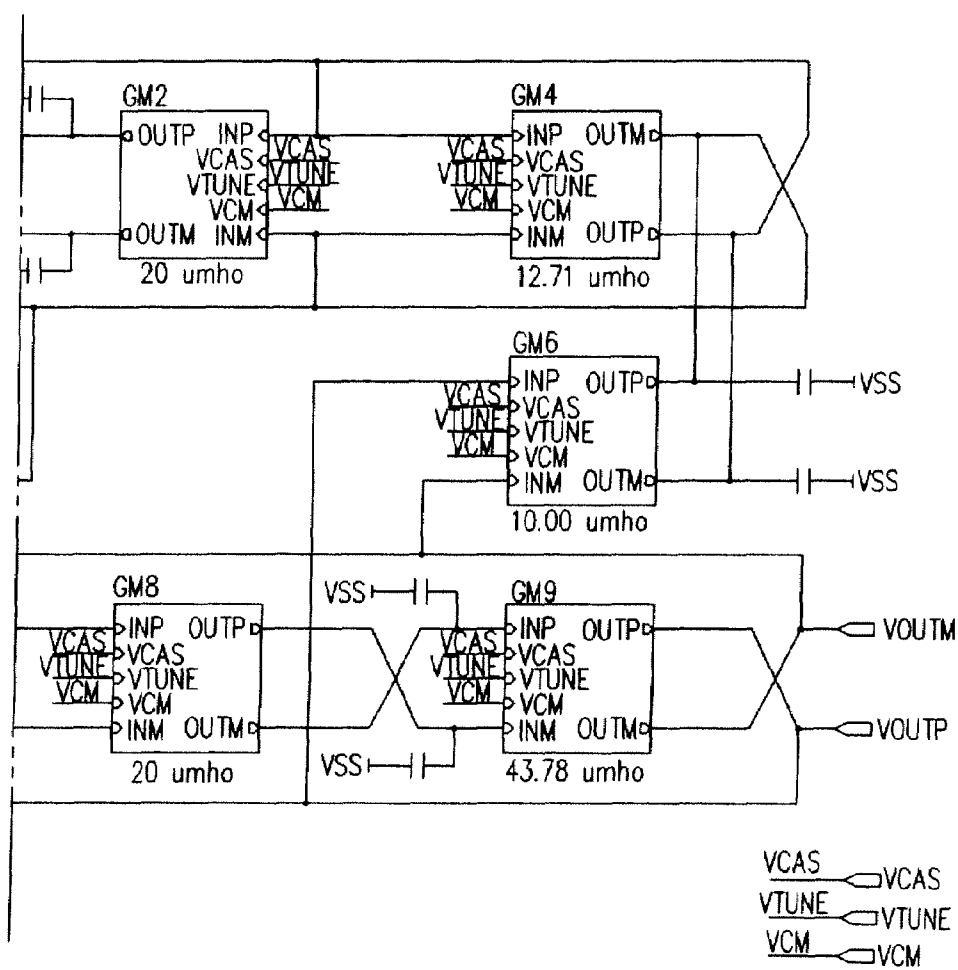 GM2
OUTP INP
VCAS VCAS
VTUNE VTUNE
VCM VCM
OUTM INM
20 umho
GM4
INP OUTM
VCAS VCAS
VTUNE VTUNE
VCM VCM
INM OUTP
12.71 umho
GM6
INP OUTP
VCAS VCAS
VTUNE VTUNE
VCM VCM
INM OUTM
10.00 umho
VSS
VSS
GM8
INP OUTP
VCAS VCAS
VTUNE VTUNE
VCM VCM
INM OUTM
20 umho
VSS
VSS
GM9
INP OUTP
VCAS VCAS
VTUNE VTUNE
VCM VCM
INM OUTM
43.78 umho
VOUTM
VOUTP
VCAS VCAS
VTUNE VTUNE
VCM VCM